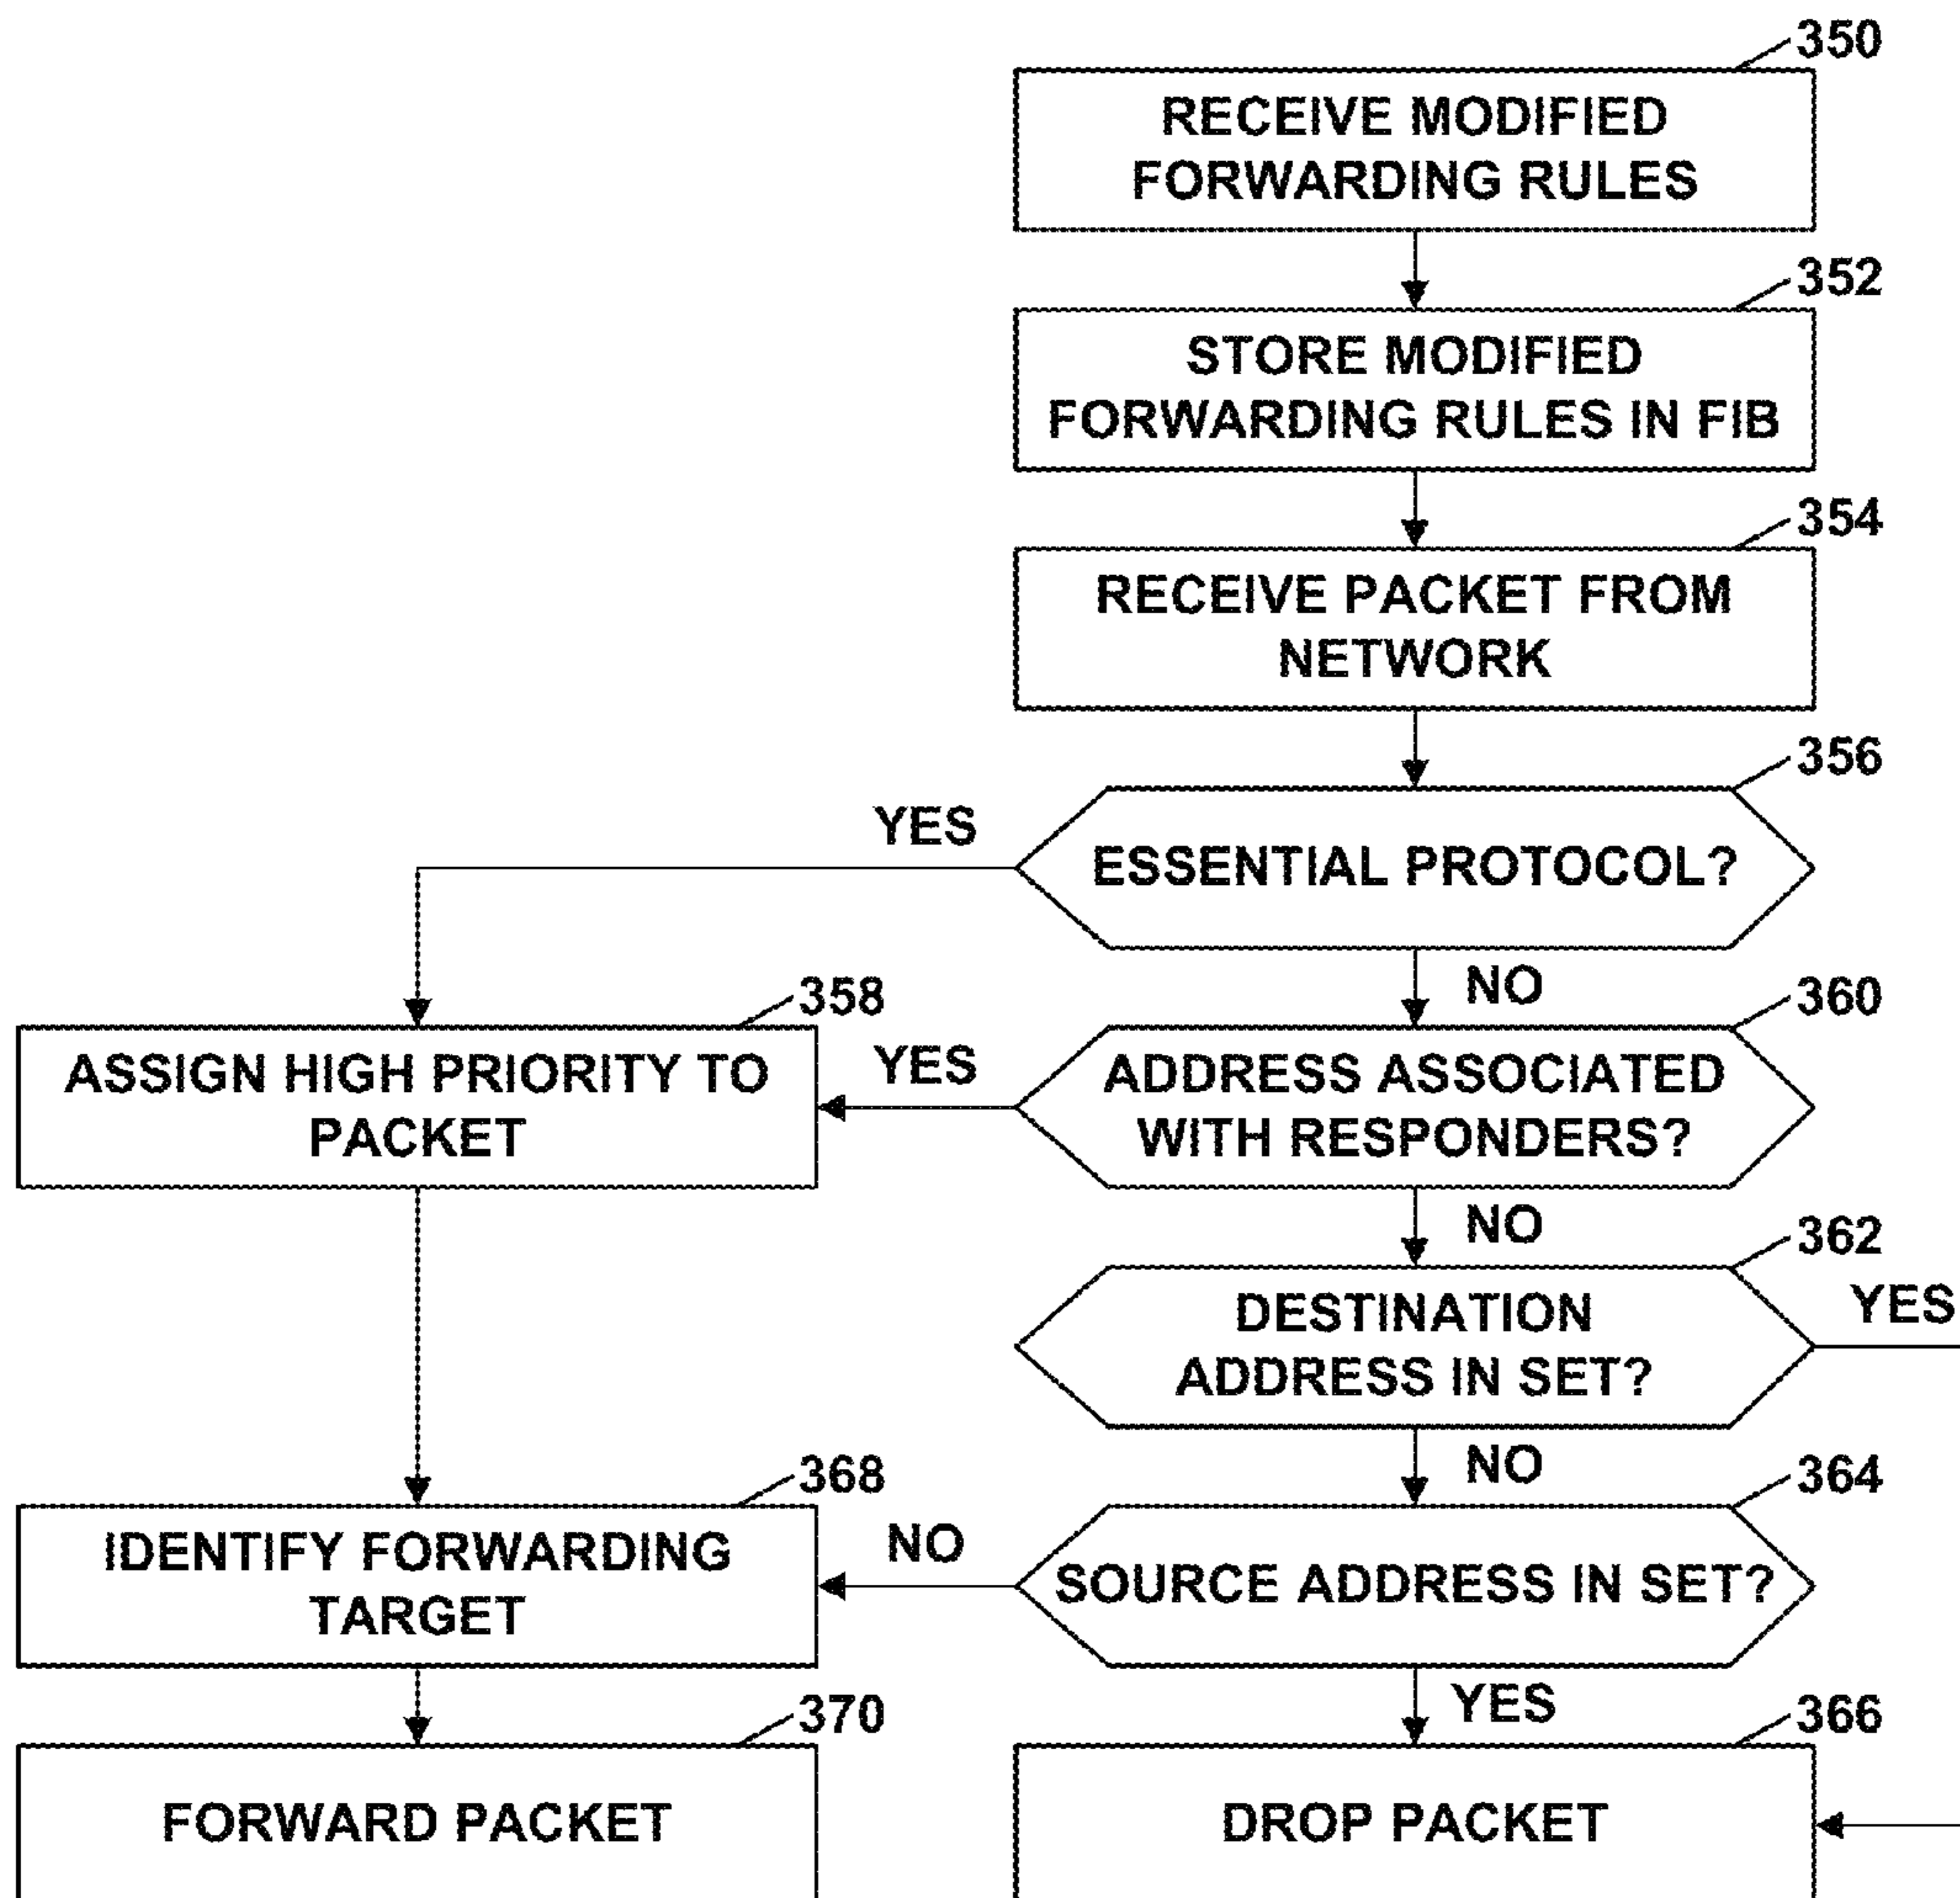 350
RECEIVE MODIFIED
FORWARDING RULES
352
STORE MODIFIED
FORWARDING RULES IN FIB
354
RECEIVE PACKET FROM
NETWORK
356
YES
ESSENTIAL PROTOCOL?
NO
358
ASSIGN HIGH PRIORITY TO
PACKET
YES
360
ADDRESS ASSOCIATED
WITH RESPONDERS?
NO
362
DESTINATION
ADDRESS IN SET?
YES
NO
364
SOURCE ADDRESS IN SET?
NO
368
IDENTIFY FORWARDING
TARGET
YES
370
FORWARD PACKET
366
DROP PACKET